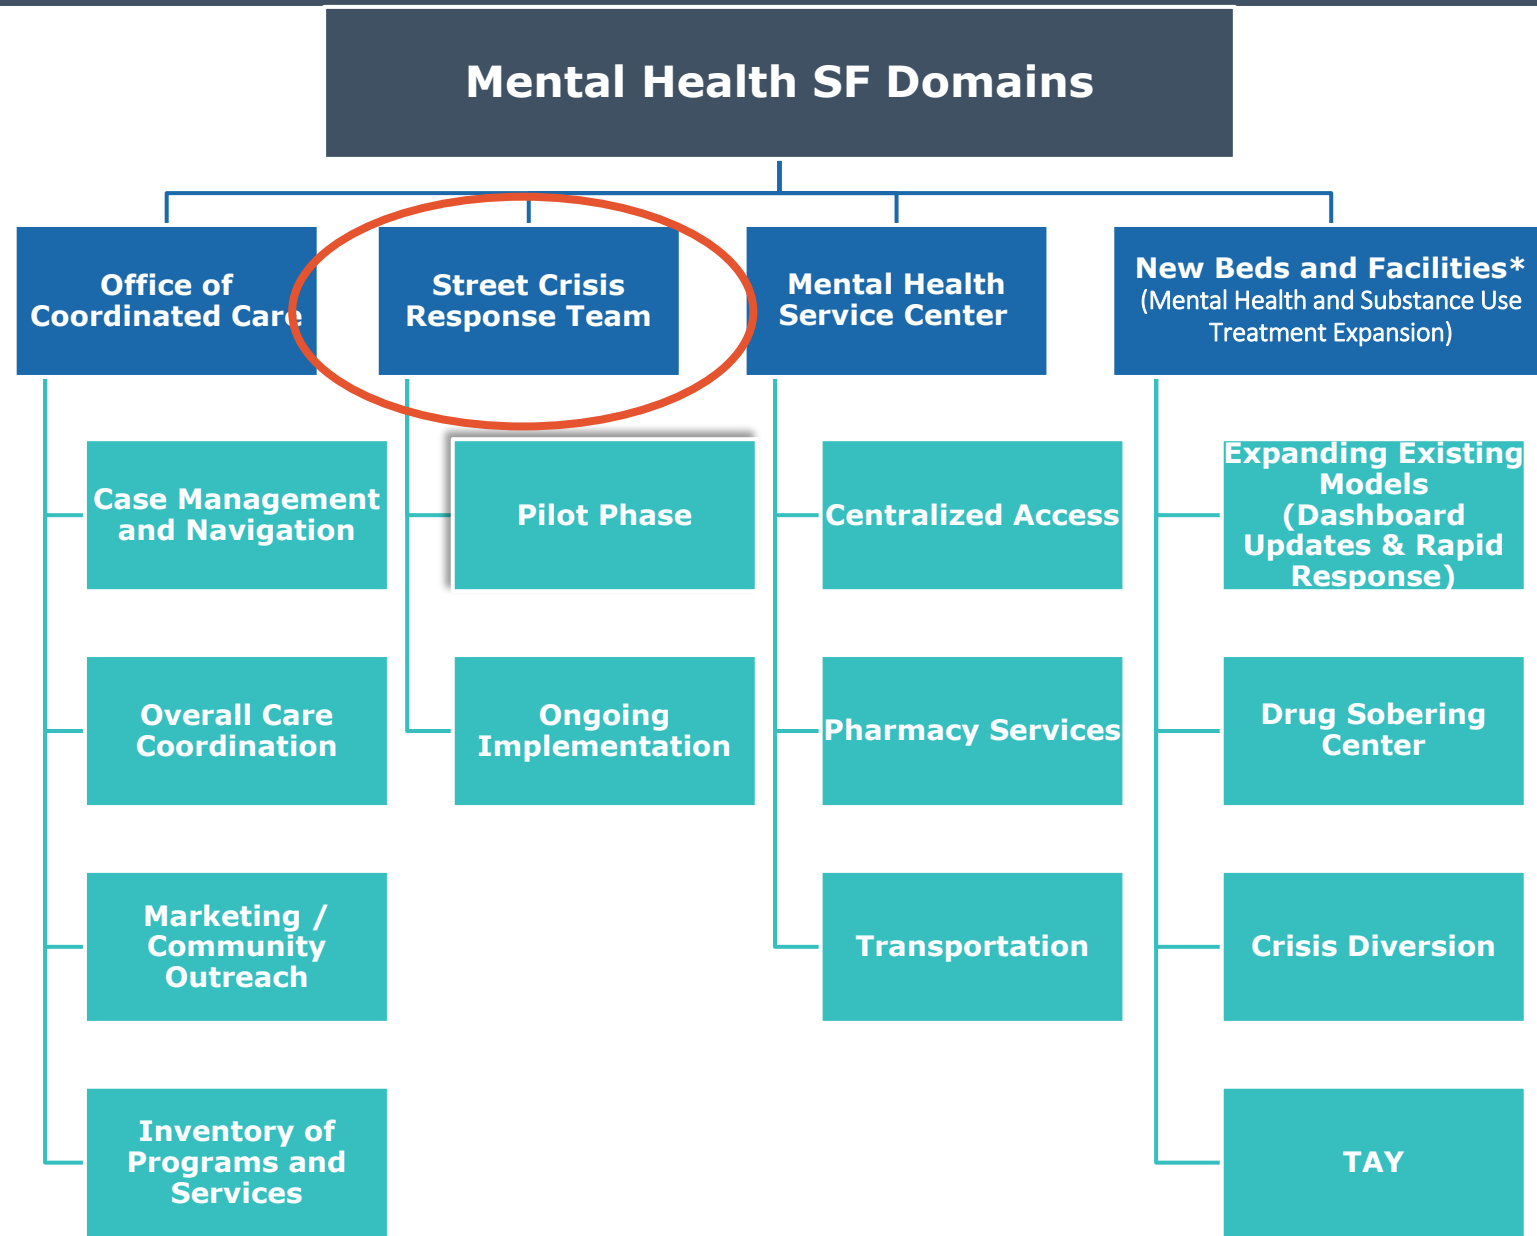 Mental Health SF Domains
Office of
Coordinated Care
Street Crisis
Response Team
Mental Health
Service Center
New Beds and Facilities*
(Mental Health and Substance Use
Treatment Expansion)
Case Management
and Navigation
Pilot Phase
Centralized Access
Expanding Existing
Models
(Dashboard
Updates & Rapid
Response)
Overall Care
Coordination
Ongoing
Implementation
Pharmacy Services
Drug Sobering
Center
Marketing /
Community
Outreach
Transportation
Crisis Diversion
Inventory of
Programs and
Services
TAY